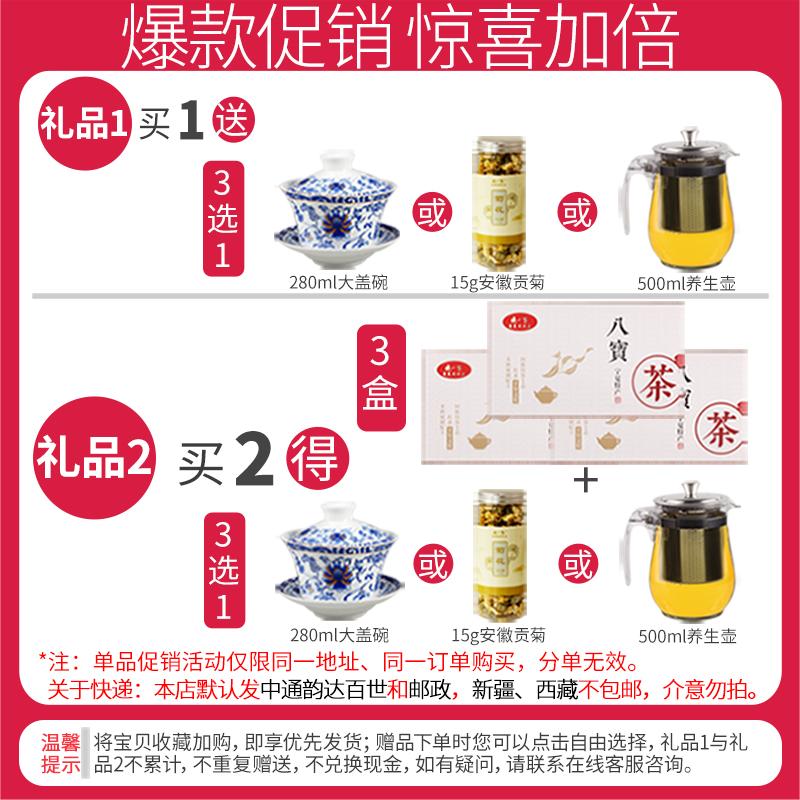 爆款促销 惊喜加倍
礼品1 买1送
3选1
或
或
280ml大盖碗
15g安徽贡菊
500ml养生壶
3盒
八寳
茶
宁夏特产
茶
礼品2 买2得
+
3选1
或
或
280ml大盖碗
15g安徽贡菊
500ml养生壶
*注：单品促销活动仅限同一地址、同一订单购买，分单无效。
关于快递：本店默认发中通韵达百世和邮政，新疆、西藏不包邮，介意勿拍。
温馨提示
将宝贝收藏加购，即享优先发货；赠品下单时您可以点击自由选择，礼品1与礼
品2不累计，不重复赠送，不兑换现金，如有疑问，请联系在线客服咨询。